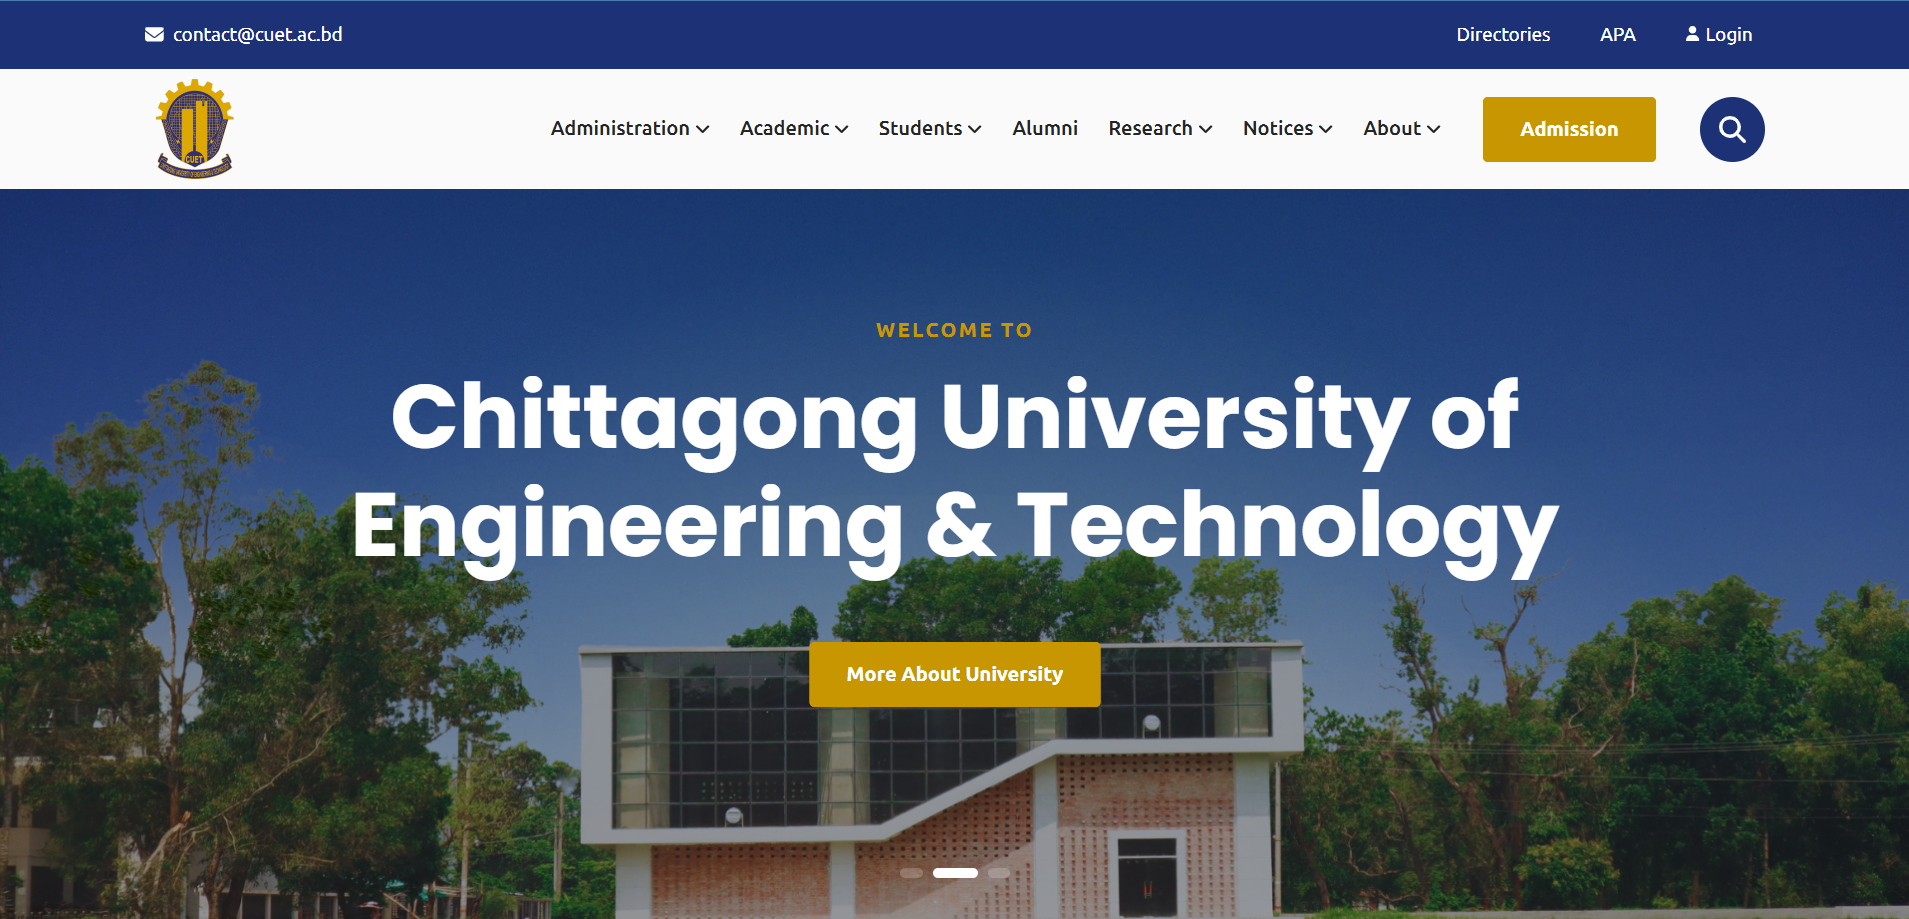 contact@cuet.ac.bd
Directories
APA
Login
CUET
Administration
Academic
Students
Alumni
Research
Notices
About
Admission
WELCOME TO
Chittagong University of
Engineering & Technology
More About University